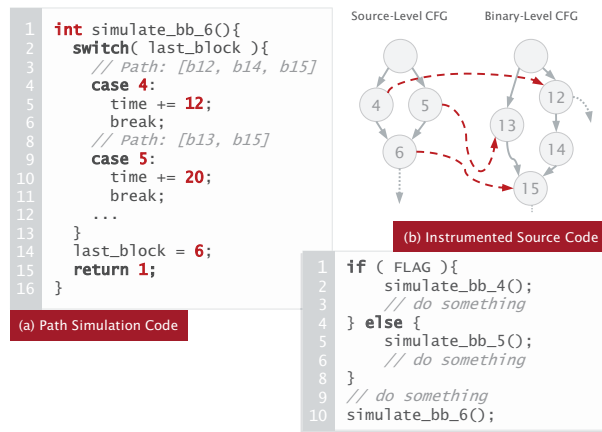 1 int simulate_bb_6(){
2 switch( last_block ){
3 // Path: [b12, b14, b15]
4 case 4:
5 time += 12;
6 break;
8 // Path: [b13, b15]
9 case 5:
10 time += 20;
11 break;
12 ...
13 }
14 last_block = 6;
15 return 1;
16 }
(a) Path Simulation Code
Source-Level CFG
Binary-Level CFG
4
5
12
13
6
14
15
(b) Instrumented Source Code
1 if ( FLAG ){
2 simulate_bb_4();
3 // do something
4 } else {
5 simulate_bb_5();
6 // do something
8 }
9 // do something
10 simulate_bb_6();